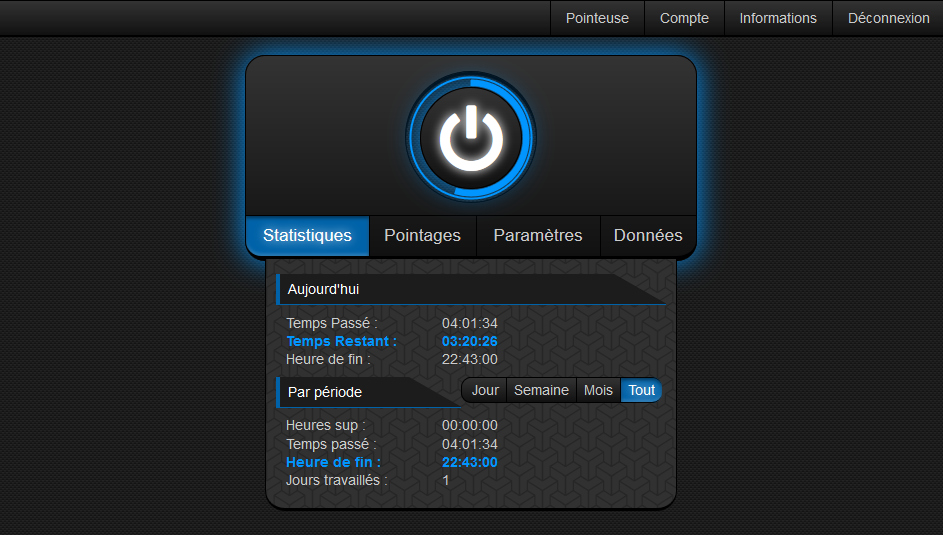 Pointeuse Compte Informations Déconnexion
Statistiques Pointages Paramètres Données
Aujourd'hui
Temps Passé : 04:01:34
Temps Restant : 03:20:26
Heure de fin : 22:43:00
Par période Jour Semaine Mois Tout
Heures sup : 00:00:00
Temps passé : 04:01:34
Heure de fin : 22:43:00
Jours travaillés : 1